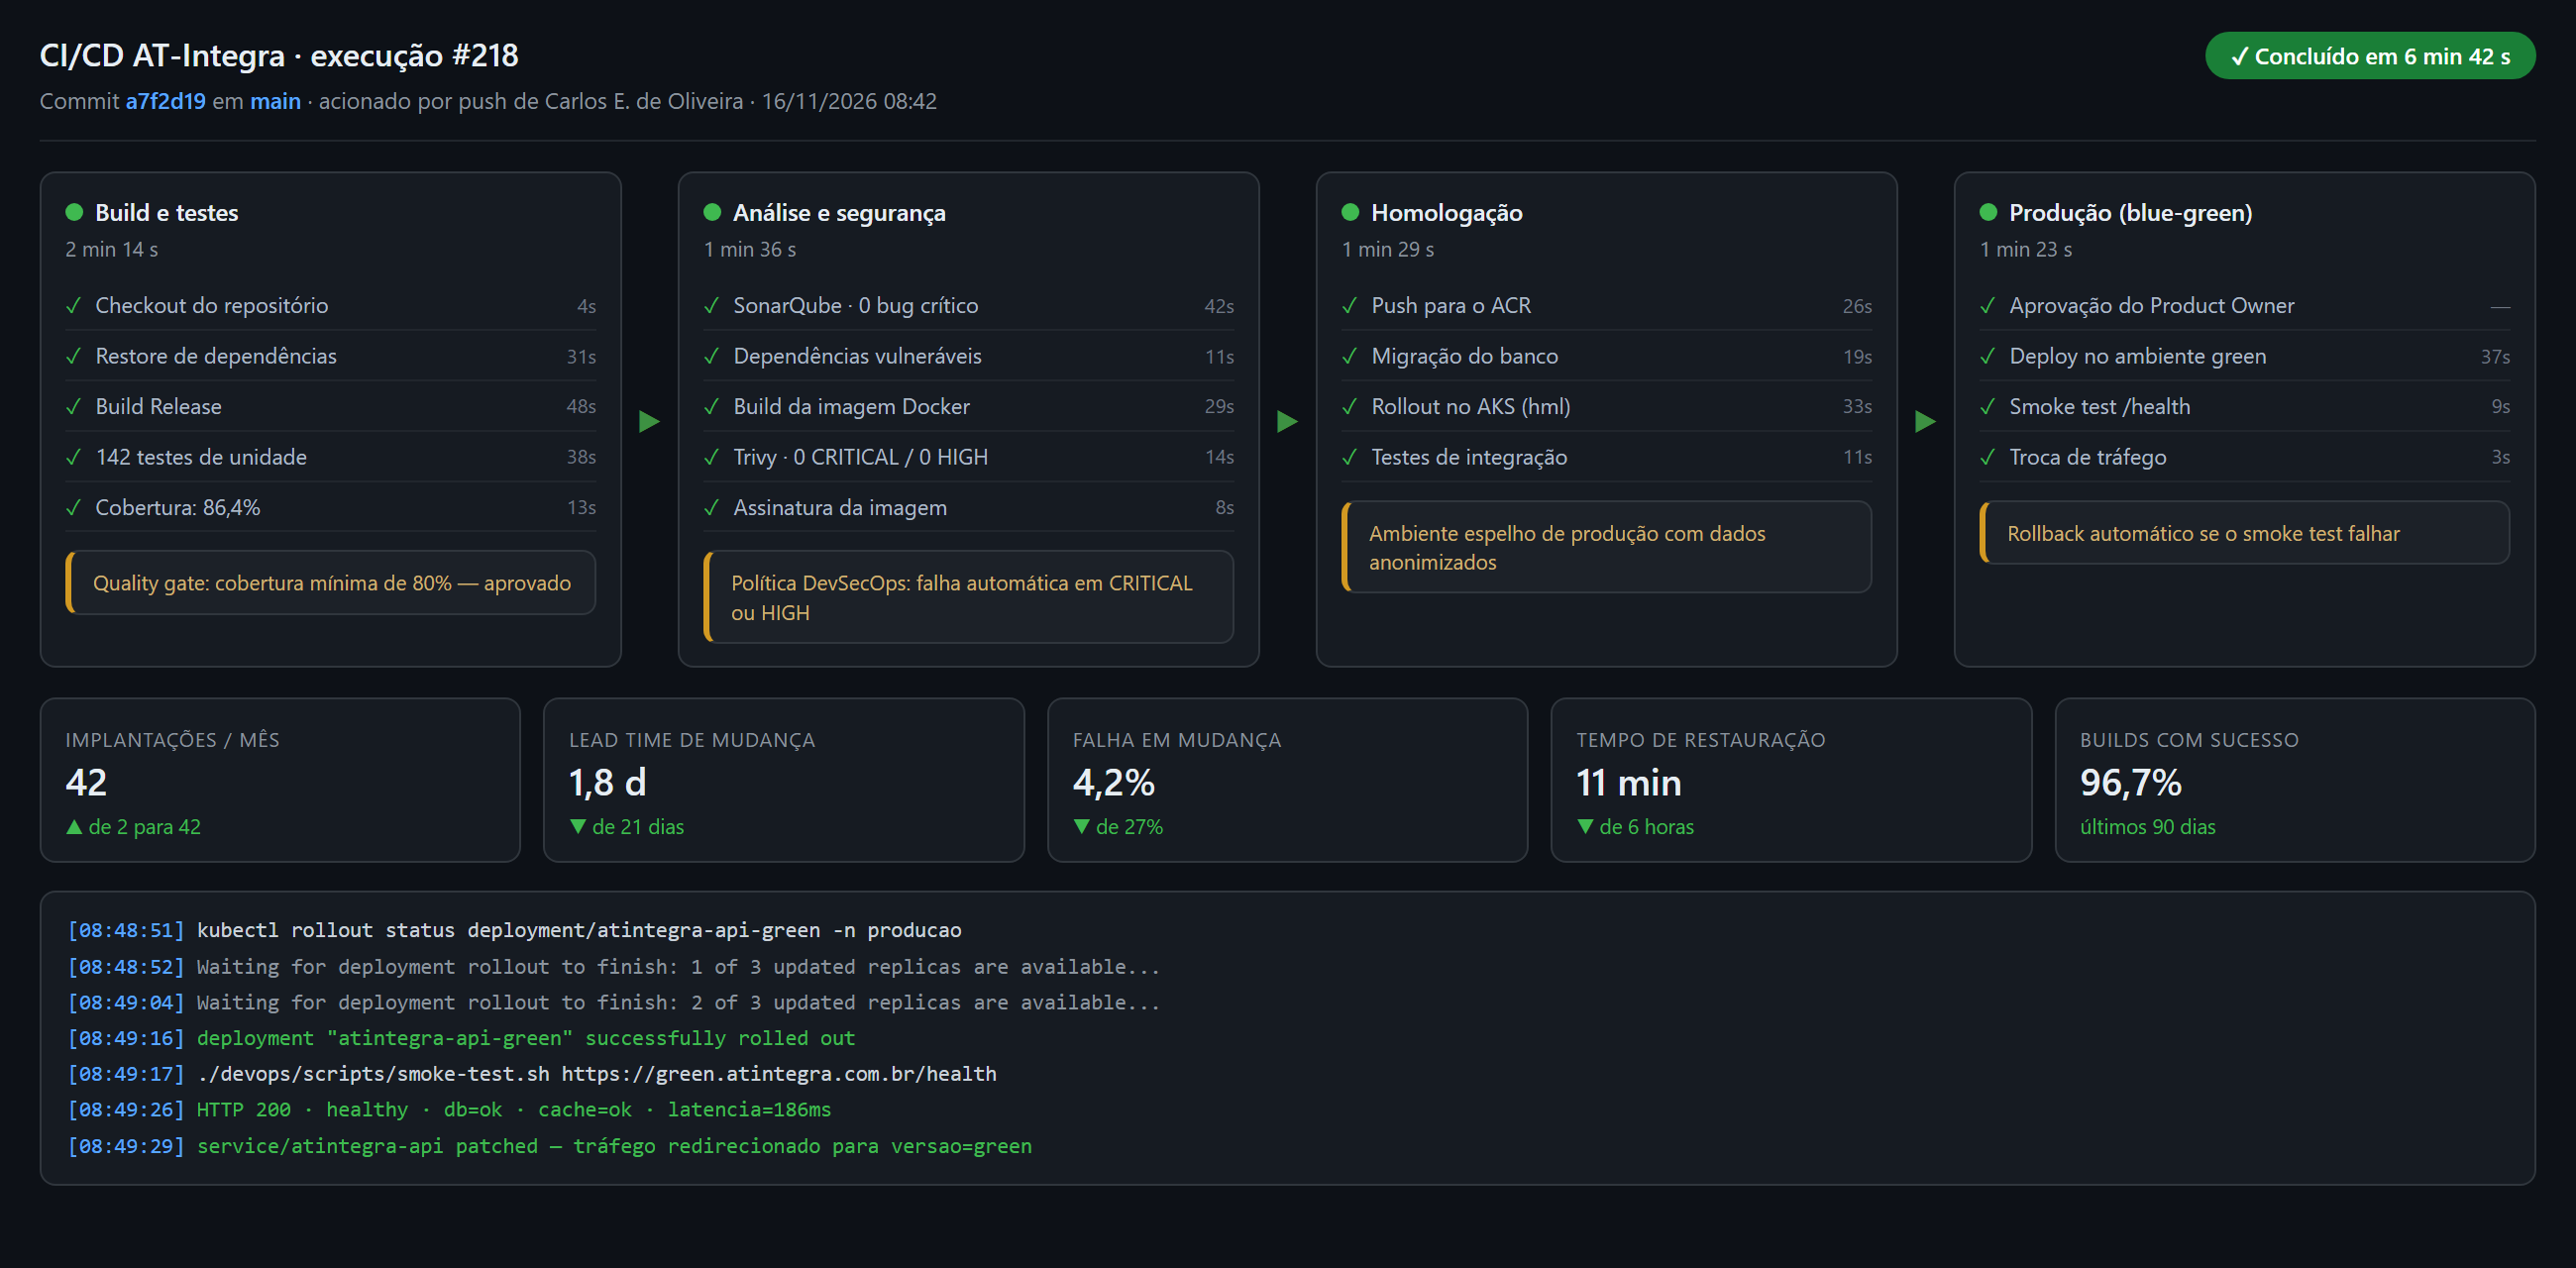 CI/CD AT-Integra · execução #218
✓ Concluído em 6 min 42 s
Commit a7f2d19 em main · acionado por push de Carlos E. de Oliveira · 16/11/2026 08:42
Build e testes
2 min 14 s
✓ Checkout do repositório 4s
✓ Restore de dependências 31s
✓ Build Release 48s
✓ 142 testes de unidade 38s
✓ Cobertura: 86,4% 13s
Quality gate: cobertura mínima de 80% — aprovado
Análise e segurança
1 min 36 s
✓ SonarQube · 0 bug crítico 42s
✓ Dependências vulneráveis 11s
✓ Build da imagem Docker 29s
✓ Trivy · 0 CRITICAL / 0 HIGH 14s
✓ Assinatura da imagem 8s
Política DevSecOps: falha automática em CRITICAL
ou HIGH
Homologação
1 min 29 s
✓ Push para o ACR 26s
✓ Migração do banco 19s
✓ Rollout no AKS (hml) 33s
✓ Testes de integração 11s
Ambiente espelho de produção com dados
anonimizados
Produção (blue-green)
1 min 23 s
✓ Aprovação do Product Owner —
✓ Deploy no ambiente green 37s
✓ Smoke test /health 9s
✓ Troca de tráfego 3s
Rollback automático se o smoke test falhar
IMPLANTAÇÕES / MÊS
42
▲ de 2 para 42
LEAD TIME DE MUDANÇA
1,8 d
▼ de 21 dias
FALHA EM MUDANÇA
4,2%
▼ de 27%
TEMPO DE RESTAURAÇÃO
11 min
▼ de 6 horas
BUILDS COM SUCESSO
96,7%
últimos 90 dias
[08:48:51] kubectl rollout status deployment/atintegra-api-green -n producao
[08:48:52] Waiting for deployment rollout to finish: 1 of 3 updated replicas are available...
[08:49:04] Waiting for deployment rollout to finish: 2 of 3 updated replicas are available...
[08:49:16] deployment "atintegra-api-green" successfully rolled out
[08:49:17] ./devops/scripts/smoke-test.sh https://green.atintegra.com.br/health
[08:49:26] HTTP 200 · healthy · db=ok · cache=ok · latencia=186ms
[08:49:29] service/atintegra-api patched — tráfego redirecionado para versao=green